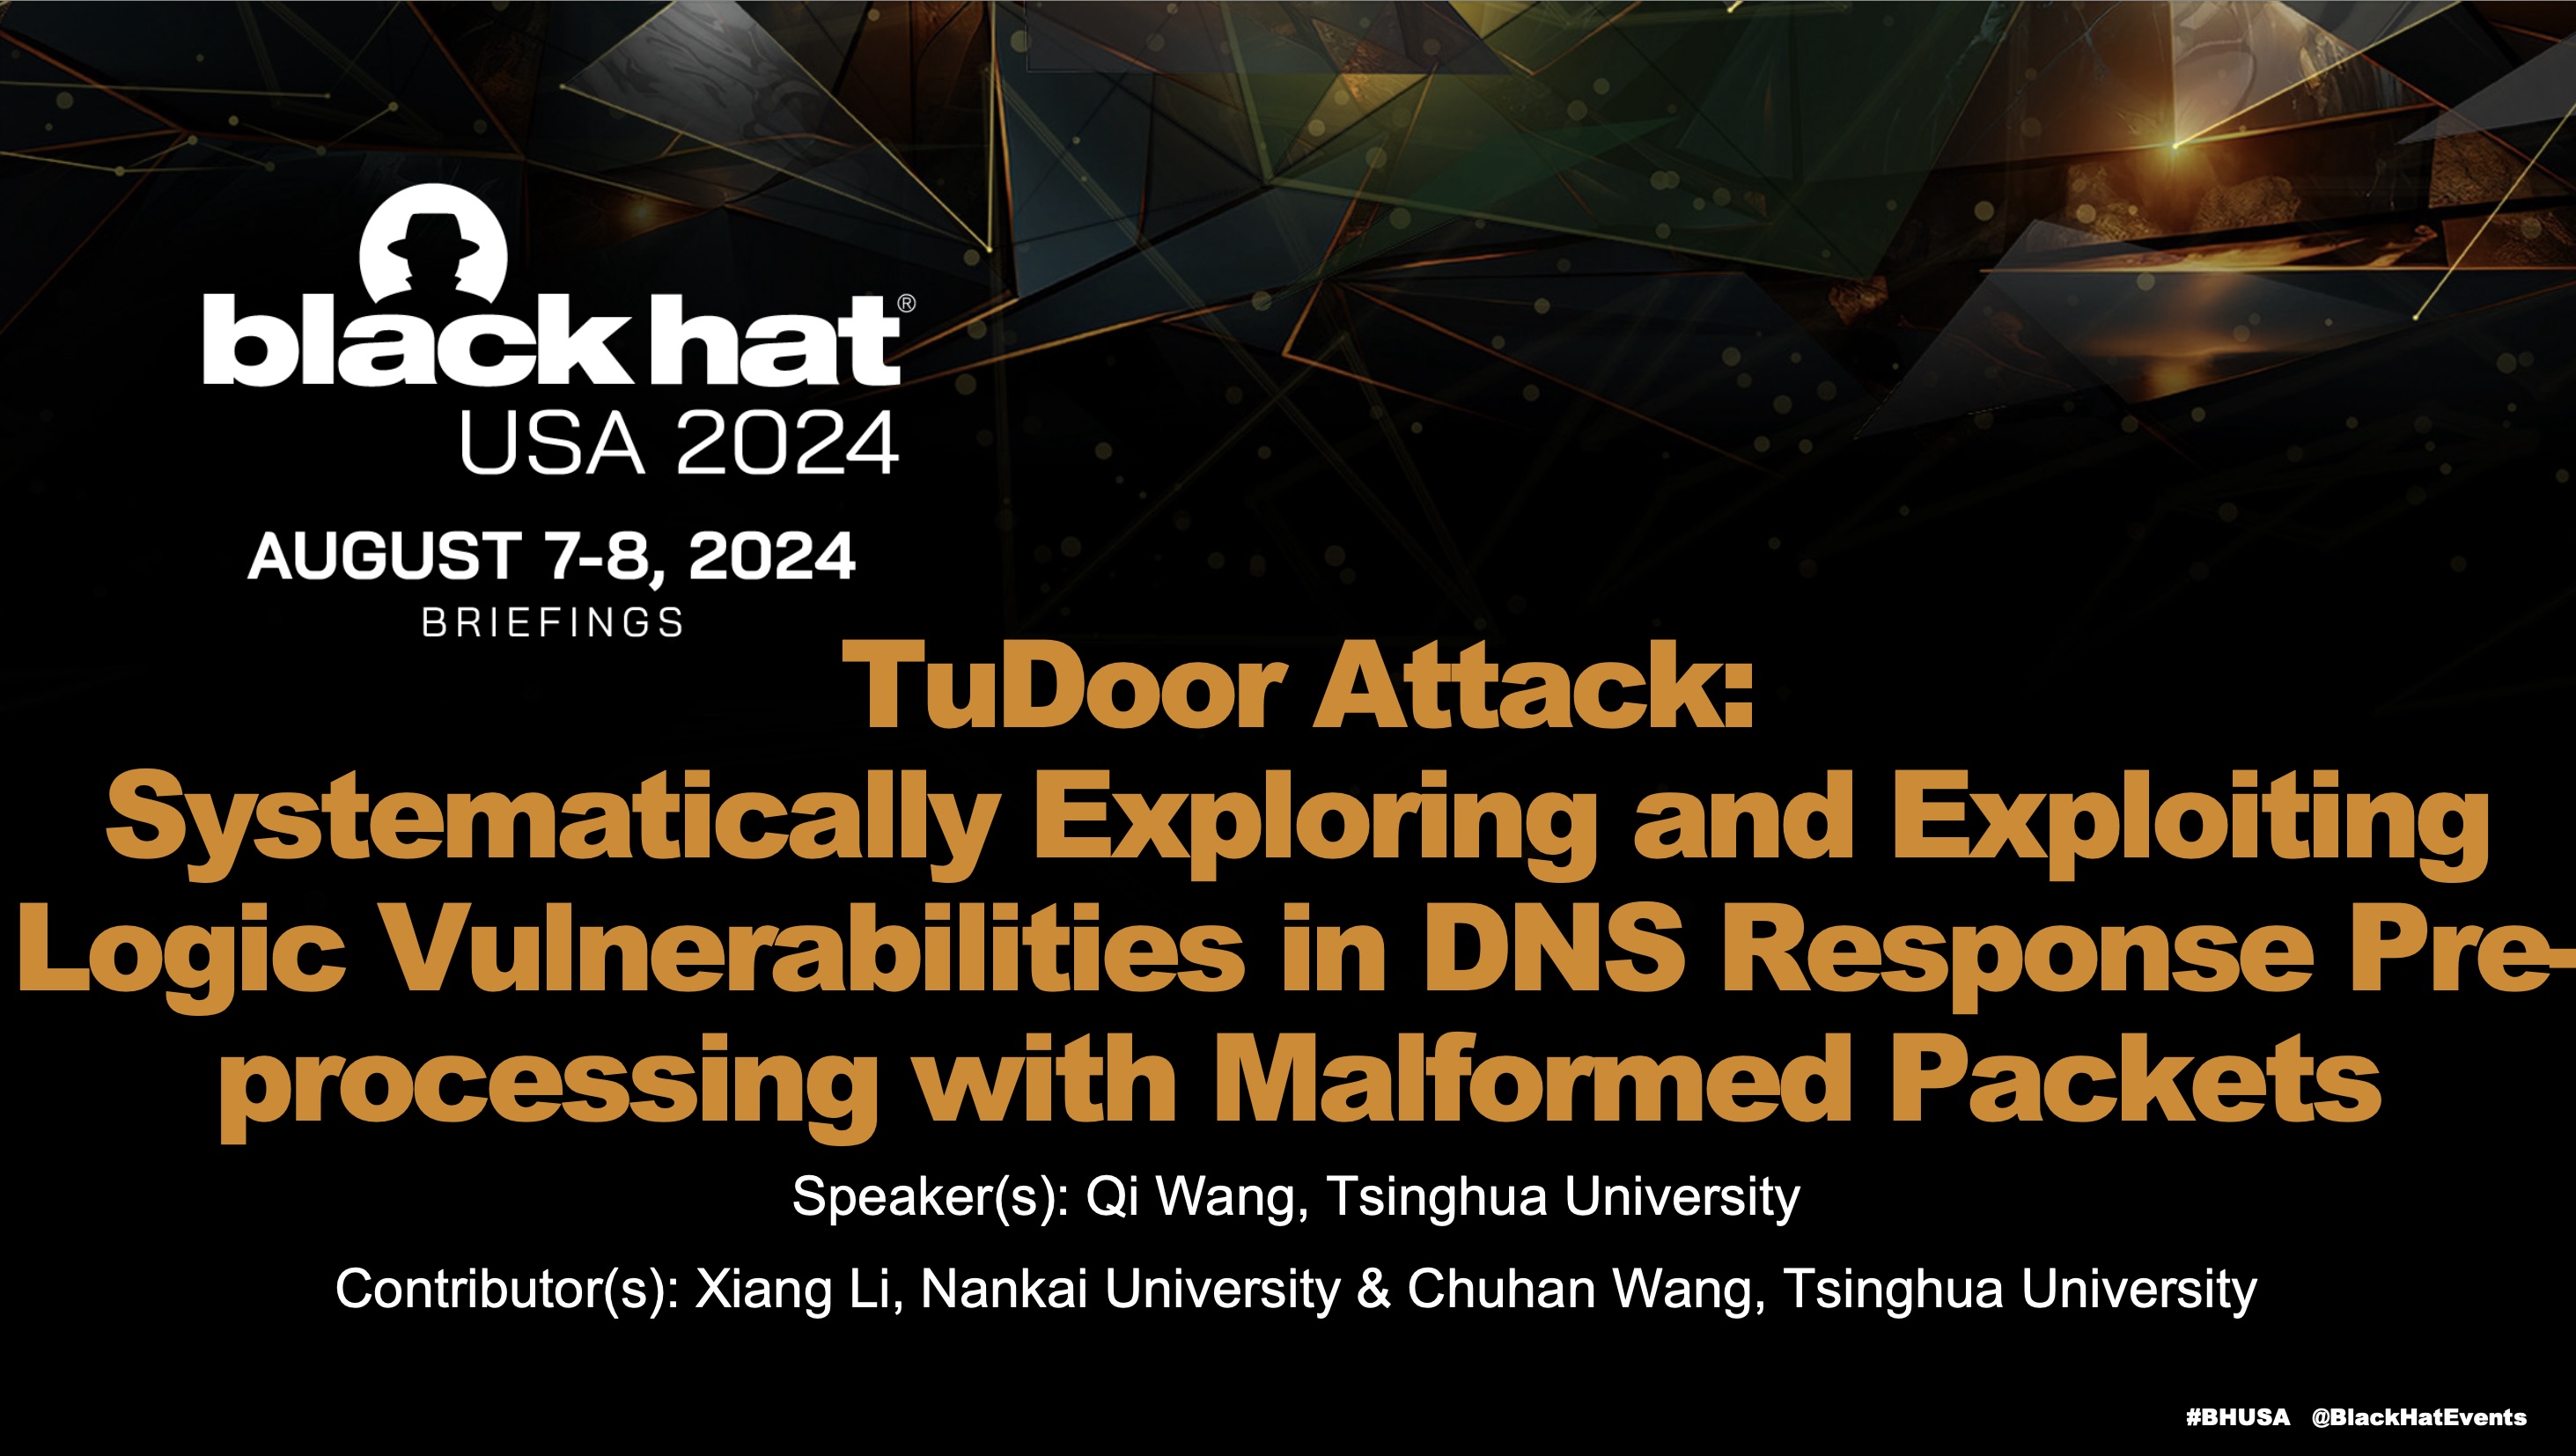 black hat®
USA 2024
AUGUST 7-8, 2024
BRIEFINGS
TuDoor Attack:
Systematically Exploring and Exploiting
Logic Vulnerabilities in DNS Response Pre-
processing with Malformed Packets
Speaker(s): Qi Wang, Tsinghua University
Contributor(s): Xiang Li, Nankai University & Chuhan Wang, Tsinghua University
#BHUSA @BlackHatEvents